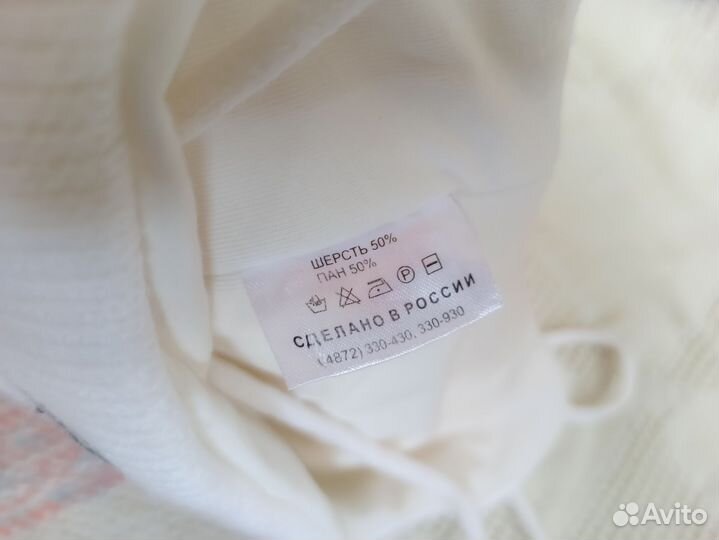 ШЕРСТЬ 50%
ПАН 50%
СДЕЛАНО В РОССИИ
(4872) 330-430, 330-930
Avito